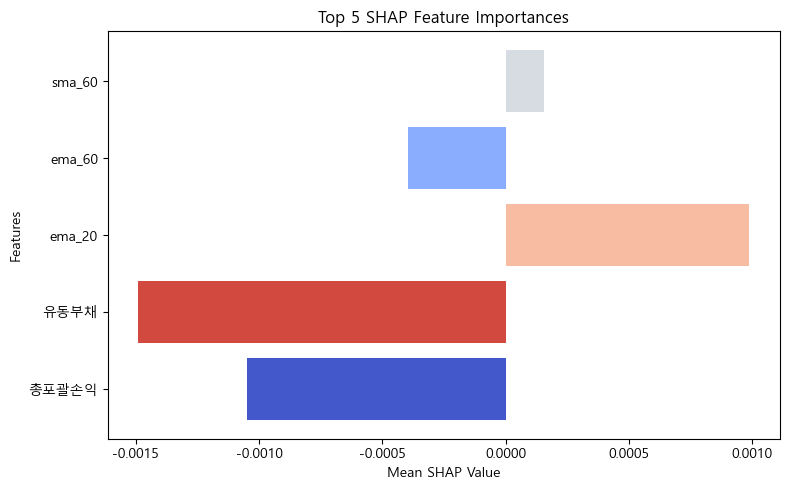 Top 5 SHAP Feature Importances
Features
sma_60
ema_60
ema_20
유동부채
총포괄손익
-0.0015 -0.0010 -0.0005 0.0000 0.0005 0.0010
Mean SHAP Value